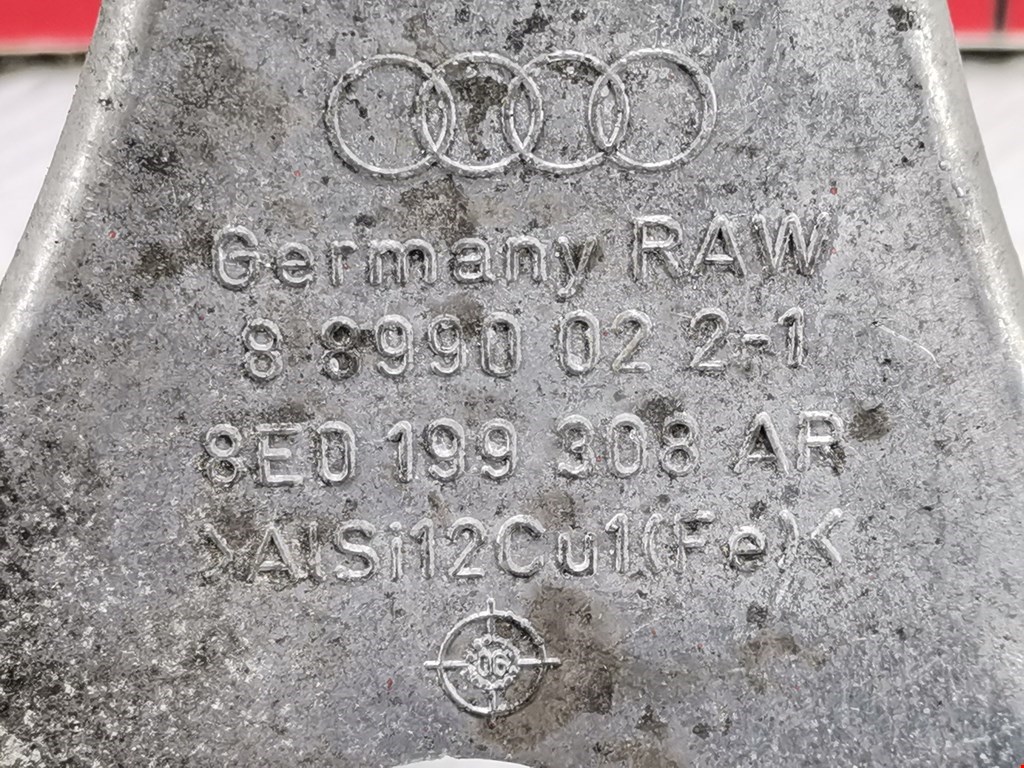 Germany RAW
8 8990 02 2-1
8E0 199 308 AR
>AlSi12Cu1(Fe)<
06